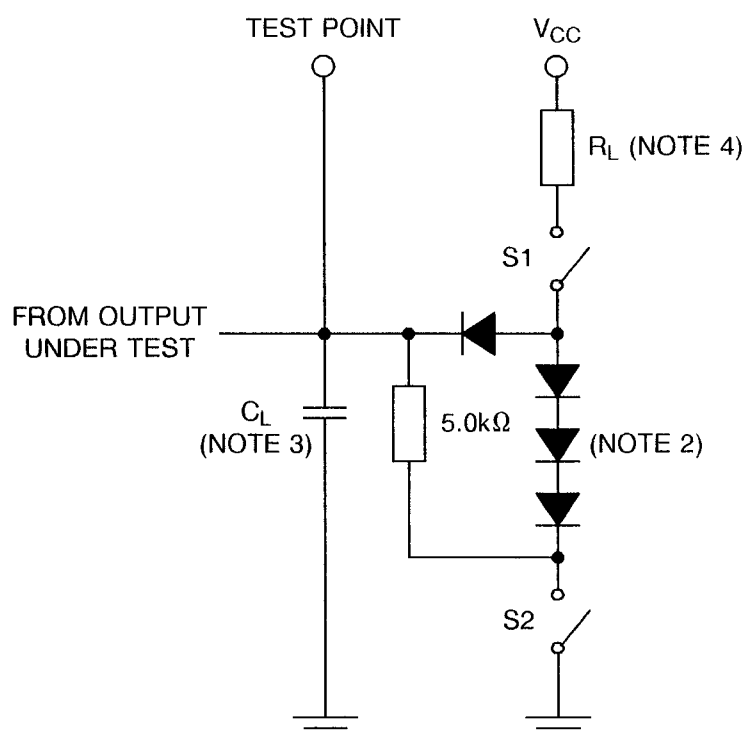 TEST POINT
VCC
RL (NOTE 4)
S1
FROM OUTPUT
UNDER TEST
CL
(NOTE 3)
5.0kΩ
(NOTE 2)
S2